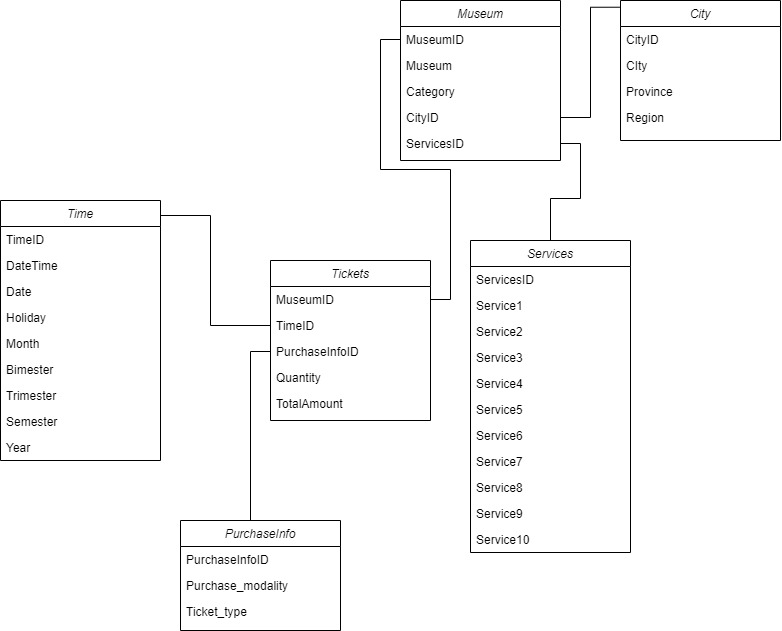 Museum
MuseumID
Museum
Category
CityID
ServicesID
City
CityID
CIty
Province
Region
Time
TimeID
DateTime
Date
Holiday
Month
Bimester
Trimester
Semester
Year
Tickets
MuseumID
TimeID
PurchaseInfoID
Quantity
TotalAmount
Services
ServicesID
Service1
Service2
Service3
Service4
Service5
Service6
Service7
Service8
Service9
Service10
PurchaseInfo
PurchaseInfoID
Purchase_modality
Ticket_type